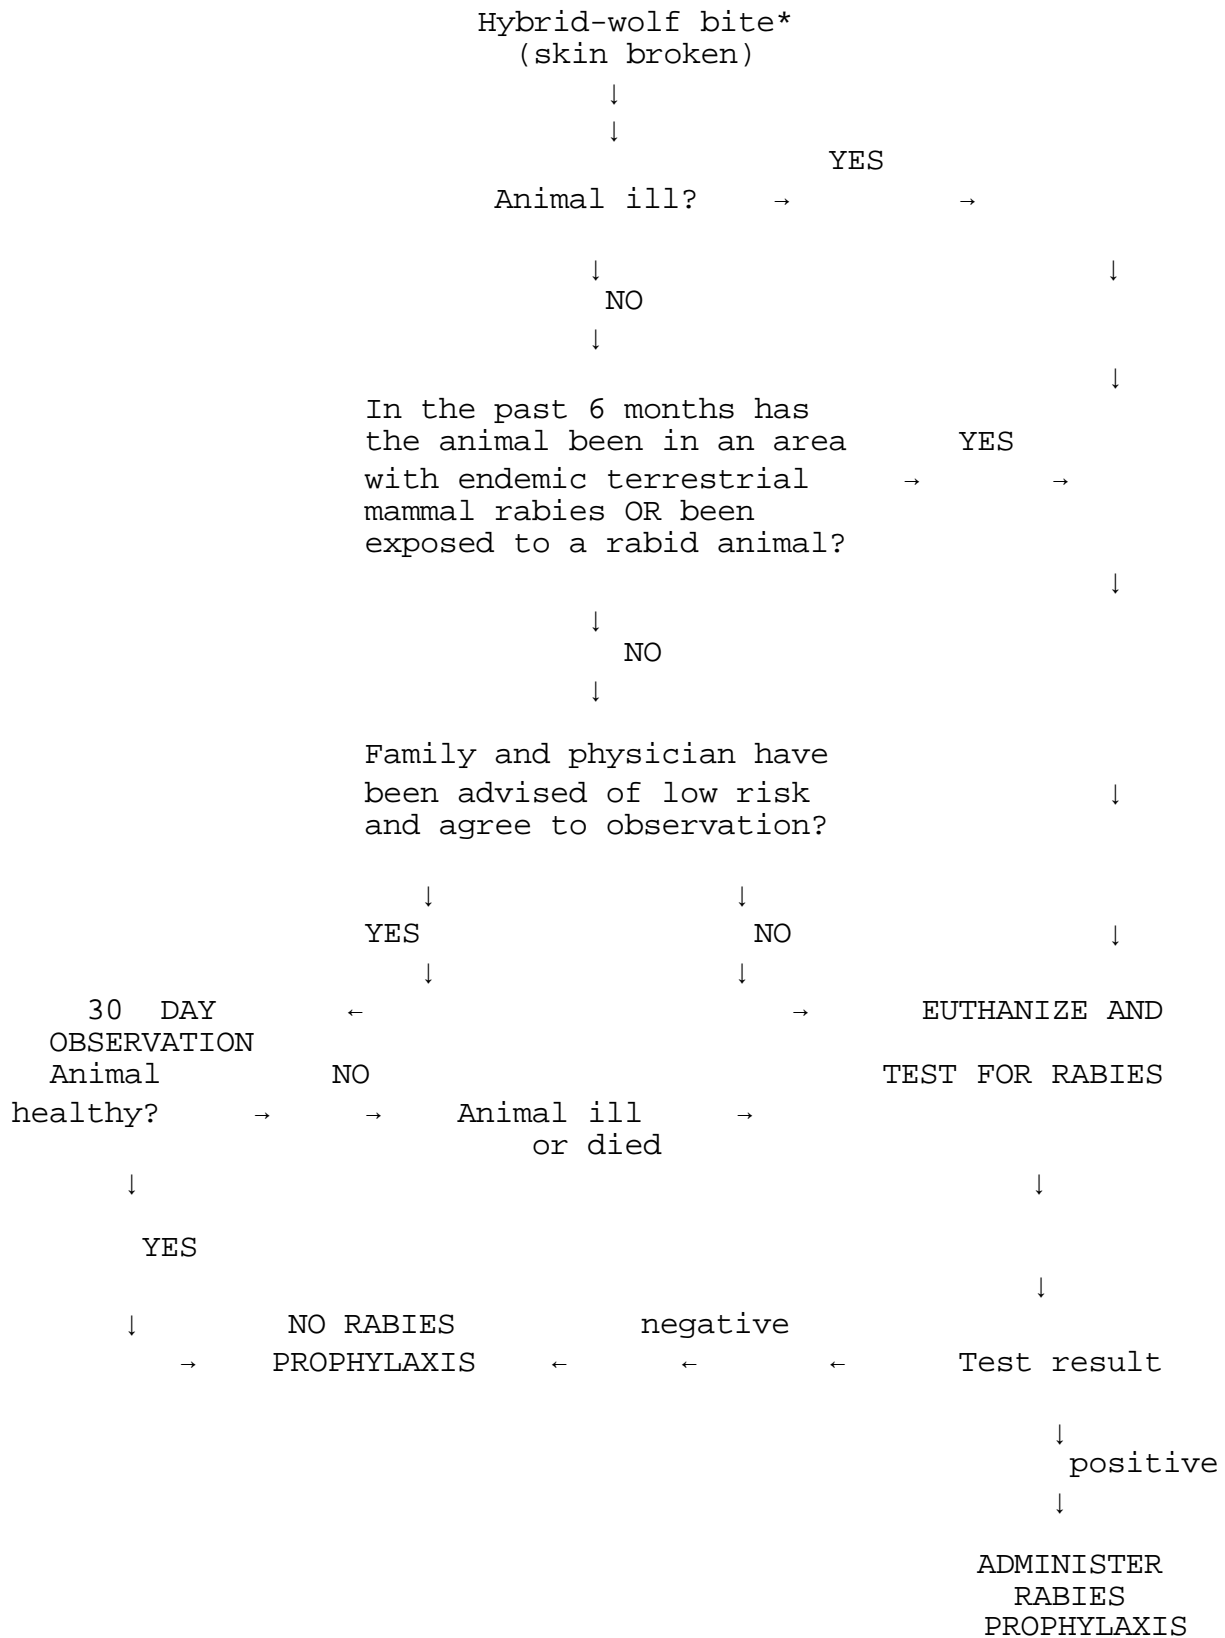 Hybrid-wolf bite*
(skin broken)
↓
↓
YES
Animal ill? → →
↓ ↓
NO
↓
↓
In the past 6 months has
the animal been in an area YES
with endemic terrestrial → →
mammal rabies OR been
exposed to a rabid animal?
↓
↓
NO
↓
Family and physician have
been advised of low risk ↓
and agree to observation?
↓ ↓
YES NO ↓
↓ ↓
30 DAY ← → EUTHANIZE AND
OBSERVATION
Animal NO TEST FOR RABIES
healthy? → → Animal ill →
or died
↓ ↓
YES
↓
↓ NO RABIES negative
→ PROPHYLAXIS ← ← ← Test result
↓
positive
↓
ADMINISTER
RABIES
PROPHYLAXIS